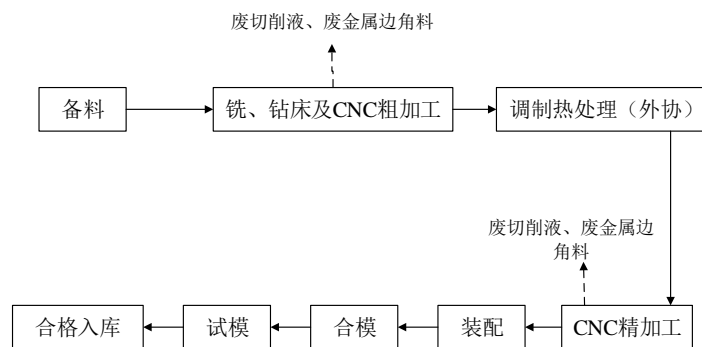 废切削液、废金属边角料
备料
铣、钻床及CNC粗加工
调制热处理（外协）
废切削液、废金属边
角料
合格入库
试模
合模
装配
CNC精加工